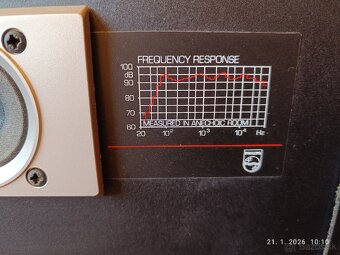 FREQUENCY RESPONSE
100
dB
90
80
70
60
MEASURED IN ANECHOIC ROOM
20 10² 10³ 10⁴ Hz
PHILIPS
21. 1. 2026 10:10